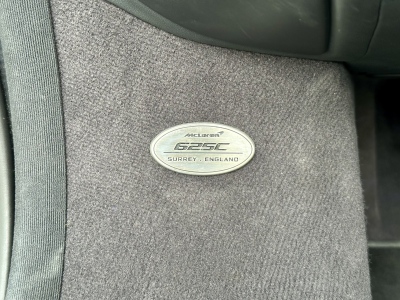 McLaren
625C
SURREY . ENGLAND